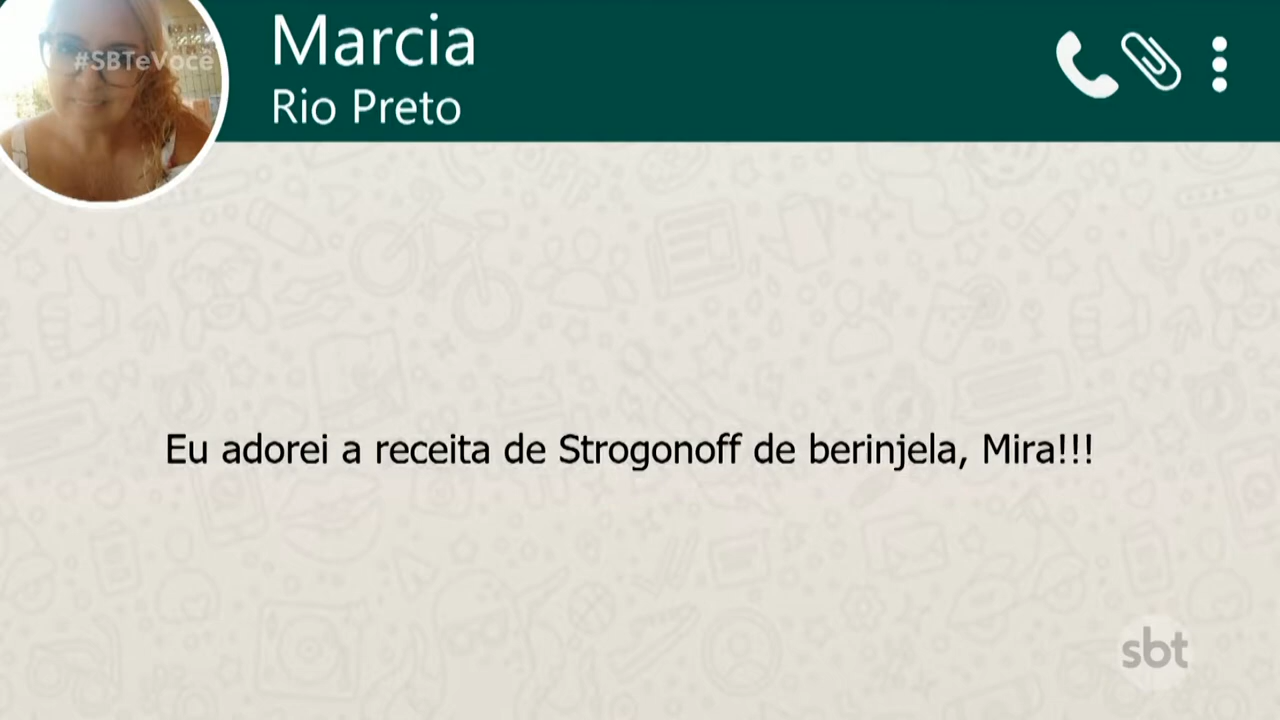 #SBTeVocê
Marcia
Rio Preto
Eu adorei a receita de Strogonoff de berinjela, Mira!!!
sbt